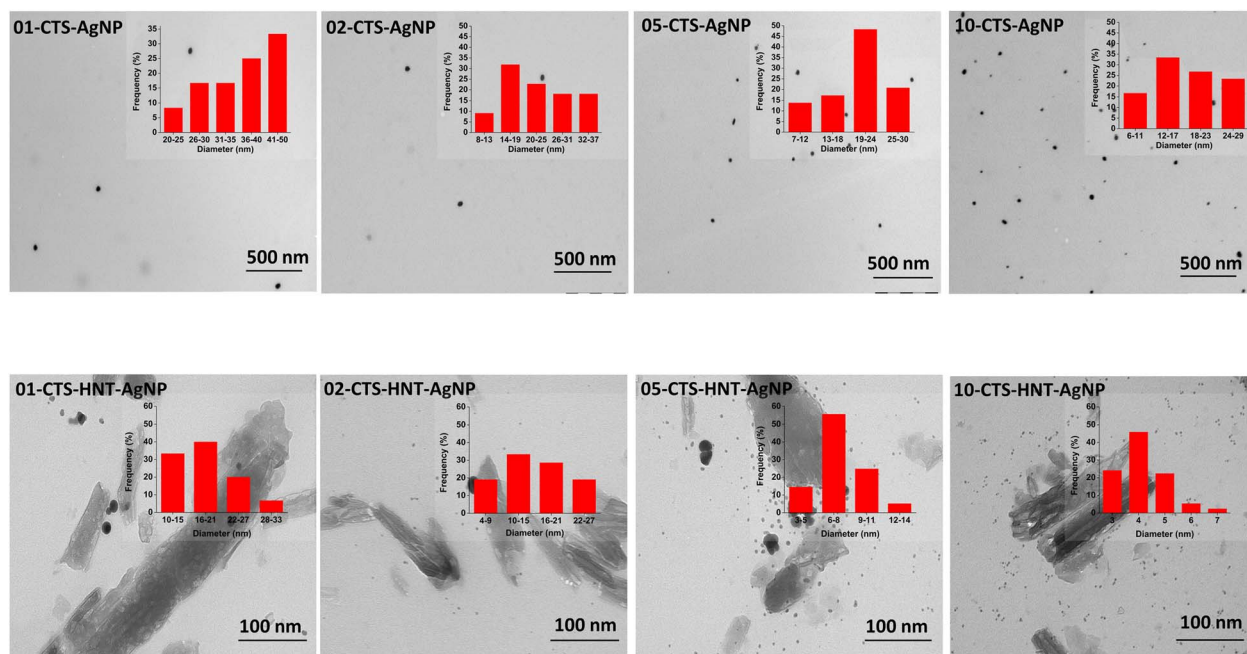 01-CTS-AgNP
35
30
25
20
15
10
5
0
Frequency (%)
20-25 26-30 31-35 36-40 41-50
Diameter (nm)
500 nm
02-CTS-AgNP
50
45
40
35
30
25
20
15
10
5
0
Frequency (%)
8-13 14-19 20-25 26-31 32-37
Diameter (nm)
500 nm
05-CTS-AgNP
50
45
40
35
30
25
20
15
10
5
0
Frequency (%)
7-12 13-18 19-24 25-30
Diameter (nm)
500 nm
10-CTS-AgNP
50
45
40
35
30
25
20
15
10
5
0
Frequency (%)
6-11 12-17 18-23 24-29
Diameter (nm)
500 nm
01-CTS-HNT-AgNP
60
50
40
30
20
10
0
Frequency (%)
10-15 16-21 22-27 28-33
Diameter (nm)
100 nm
02-CTS-HNT-AgNP
60
50
40
30
20
10
0
Frequency (%)
4-9 10-15 16-21 22-27
Diameter (nm)
100 nm
05-CTS-HNT-AgNP
60
50
40
30
20
10
0
Frequency (%)
3-5 6-8 9-11 12-14
Diameter (nm)
100 nm
10-CTS-HNT-AgNP
60
50
40
30
20
10
0
Frequency (%)
3 4 5 6 7
Diameter (nm)
100 nm